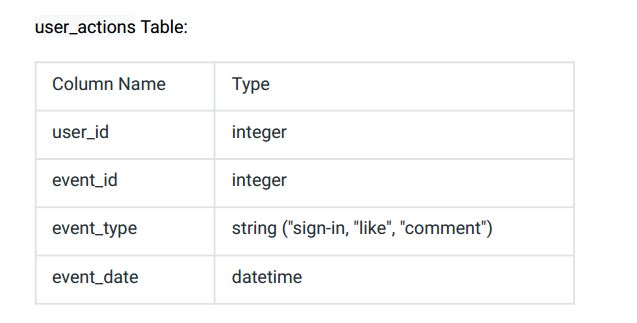 user_actions Table:
Column Name Type
user_id integer
event_id integer
event_type string ("sign-in, "like", "comment")
event_date datetime